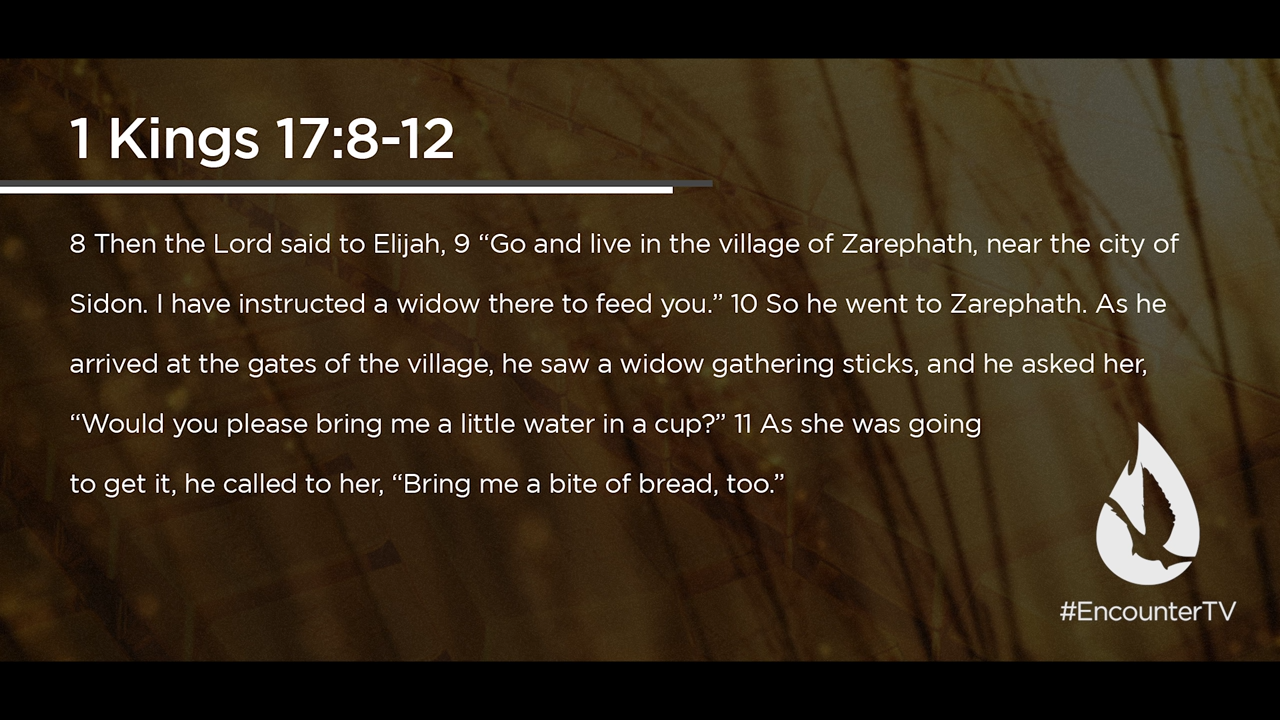 1 Kings 17:8-12
8 Then the Lord said to Elijah, 9 “Go and live in the village of Zarephath, near the city of
Sidon. I have instructed a widow there to feed you.” 10 So he went to Zarephath. As he
arrived at the gates of the village, he saw a widow gathering sticks, and he asked her,
“Would you please bring me a little water in a cup?” 11 As she was going
to get it, he called to her, “Bring me a bite of bread, too.”
#EncounterTV